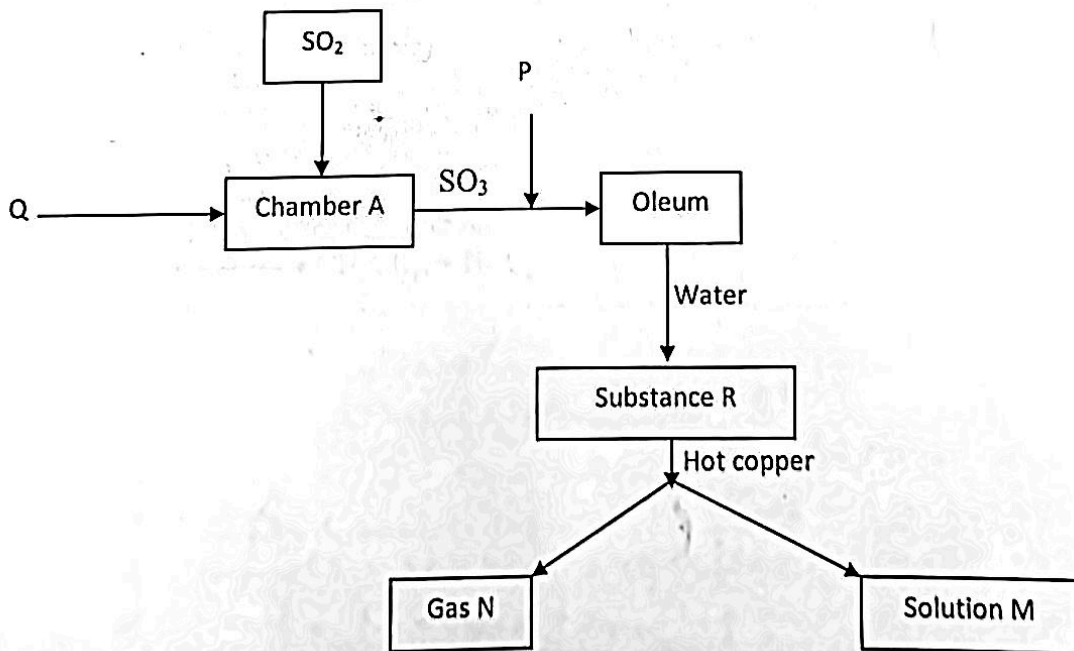 SO₂
P
Q
Chamber A
SO₃
Oleum
Water
Substance R
Hot copper
Gas N
Solution M